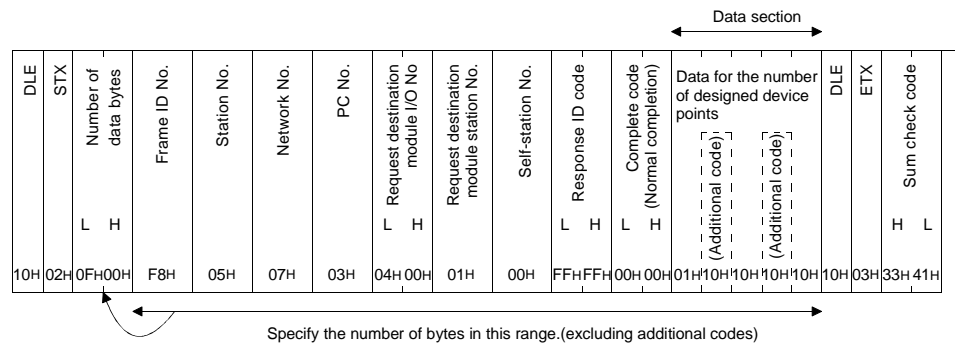 Data section
DLE
STX
Number of
data bytes
L H
Frame ID No.
Station No.
Network No.
PC No.
Request destination
module I/O No
L H
Request destination
module station No.
Self-station No.
Response ID code
L H
Complete code
(Normal completion)
L H
Data for the number
of designed device
points
(Additional code)
(Additional code)
DLE
ETX
Sum check code
H L
10H 02H 0FH 00H F8H 05H 07H 03H 04H 00H 01H 00H FFH FFH 00H 00H 01H 10H 10H 10H 10H 10H 03H 33H 41H
Specify the number of bytes in this range.(excluding additional codes)